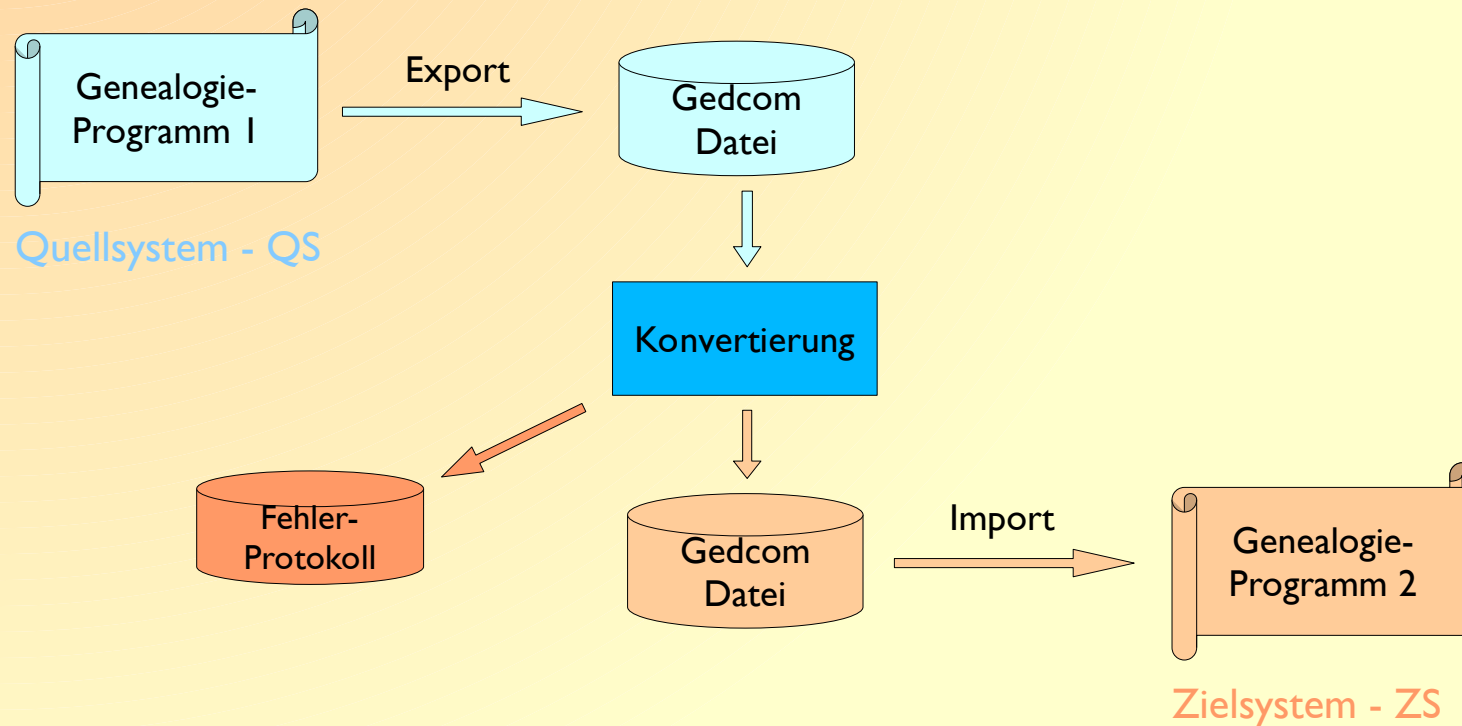 Genealogie-
Programm 1
Export
Gedcom
Datei
Quellsystem - QS
Konvertierung
Fehler-
Protokoll
Gedcom
Datei
Import
Genealogie-
Programm 2
Zielsystem - ZS